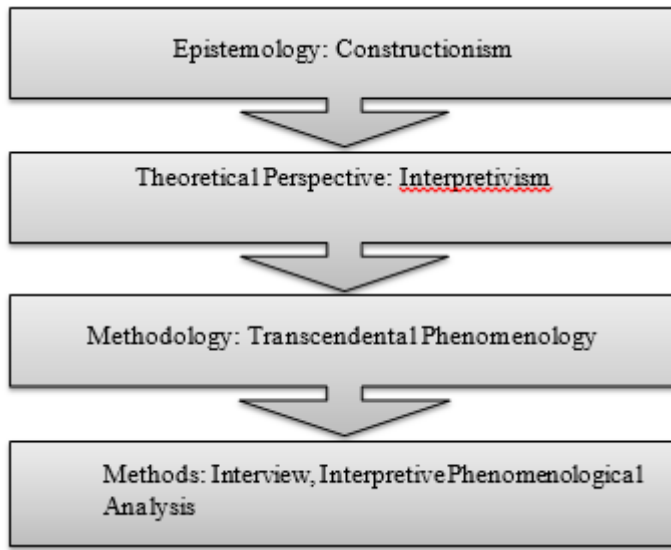 Epistemology: Constructionism
Theoretical Perspective: Interpretivism
Methodology: Transcendental Phenomenology
Methods: Interview, Interpretive Phenomenological
Analysis